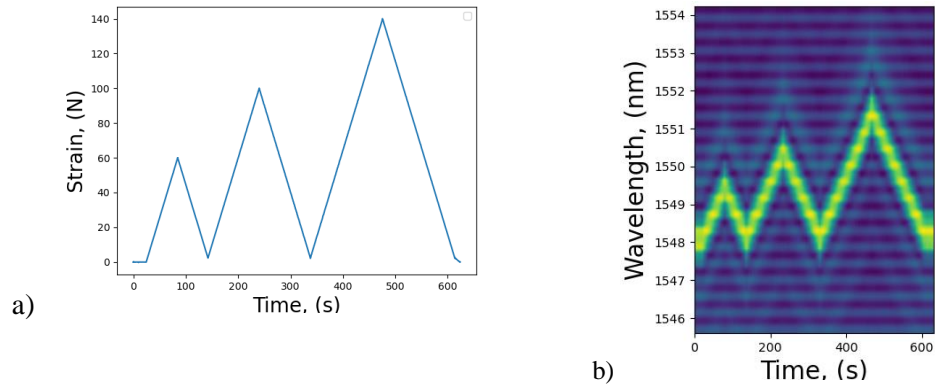 140
120
100
80
60
40
20
0
Strain, (N)
0 100 200 300 400 500 600
Time, (s)
a)
1554
1553
1552
1551
1550
1549
1548
1547
1546
Wavelength, (nm)
0 200 400 600
Time, (s)
b)